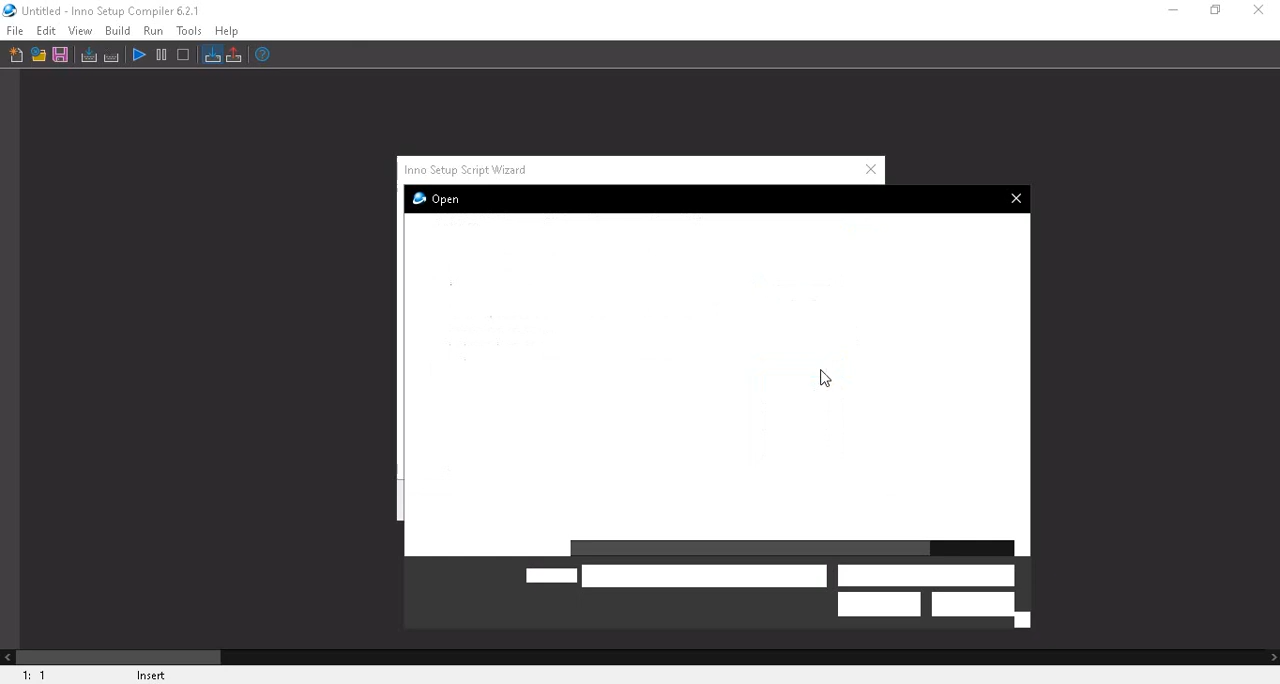 Untitled - Inno Setup Compiler 6.2.1
File Edit View Build Run Tools Help
Inno Setup Script Wizard
Open
1: 1 Insert